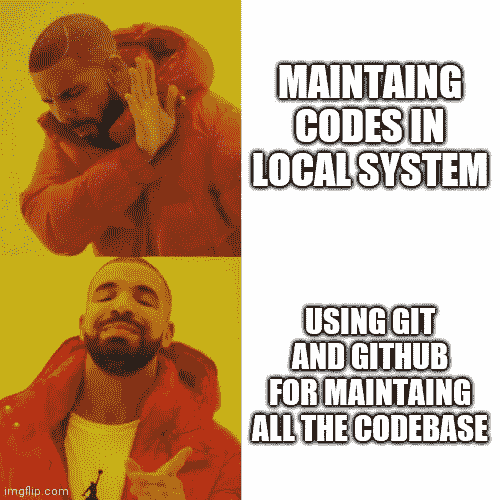 MAINTAING
CODES IN
LOCAL SYSTEM
USING GIT
AND GITHUB
FOR MAINTAING
ALL THE CODEBASE
imgflip.com